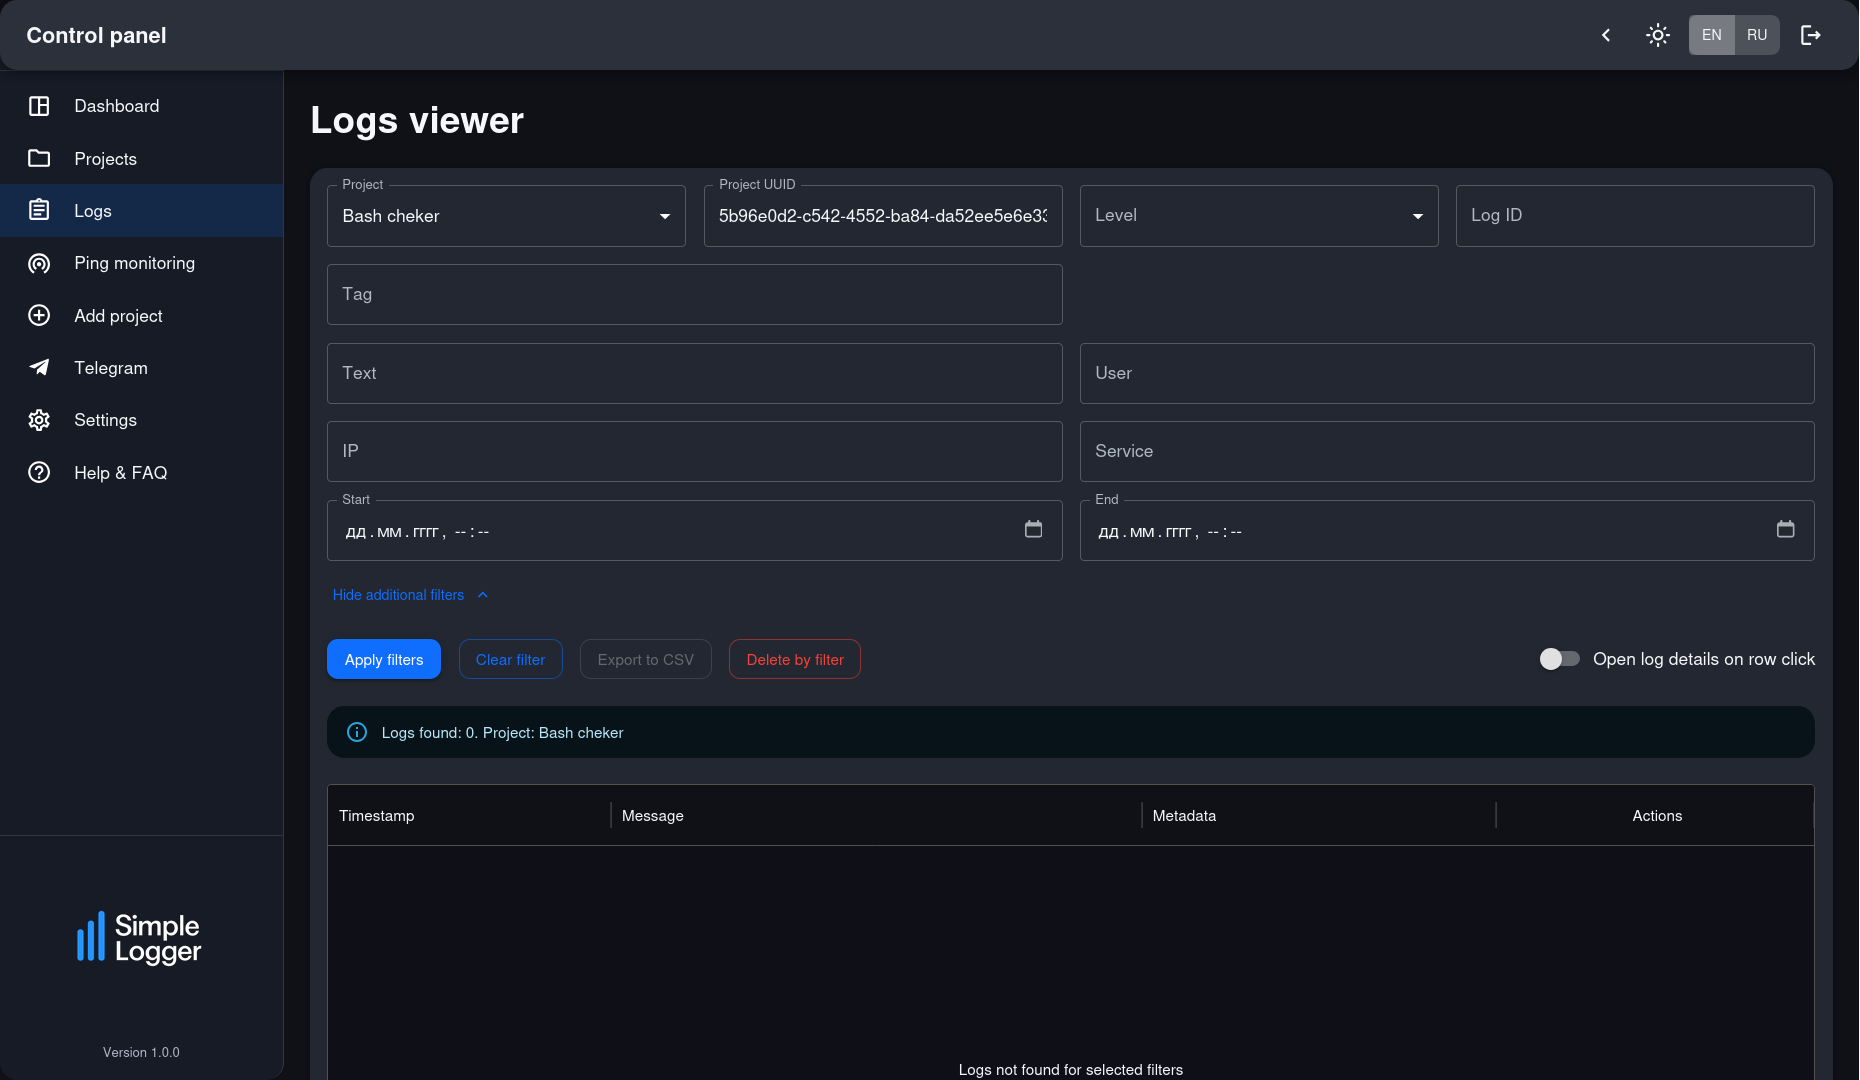 Control panel
EN
RU
Dashboard
Projects
Logs
Ping monitoring
Add project
Telegram
Settings
Help & FAQ
Simple
Logger
Version 1.0.0
Logs viewer
Project
Bash cheker
Project UUID
5b96e0d2-c542-4552-ba84-da52ee5e6e33
Level
Log ID
Tag
Text
User
IP
Service
Start
дд.мм.гггг, --:--
End
дд.мм.гггг, --:--
Hide additional filters
Apply filters
Clear filter
Export to CSV
Delete by filter
Open log details on row click
Logs found: 0. Project: Bash cheker
Timestamp
Message
Metadata
Actions
Logs not found for selected filters